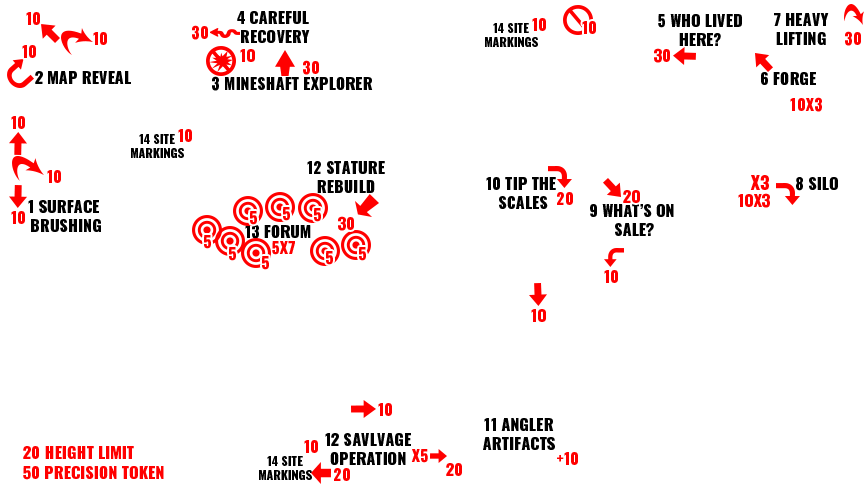 10
10
10
2 MAP REVEAL
4 CAREFUL
RECOVERY
30
10
30
3 MINESHAFT EXPLORER
14 SITE
MARKINGS
10
10
5 WHO LIVED
HERE?
30
7 HEAVY
LIFTING
30
6 FORGE
10X3
10
10
10
1 SURFACE
BRUSHING
14 SITE
MARKINGS
10
12 STATURE
REBUILD
30
5
5
5
13 FORUM
5X7
5
5
5
5
5
10 TIP THE
SCALES
20
20
9 WHAT'S ON
SALE?
10
10
X3
10X3
8 SILO
10
10
12 SAVLVAGE
OPERATION
X5
20
14 SITE
MARKINGS
20
11 ANGLER
ARTIFACTS
+10
20 HEIGHT LIMIT
50 PRECISION TOKEN